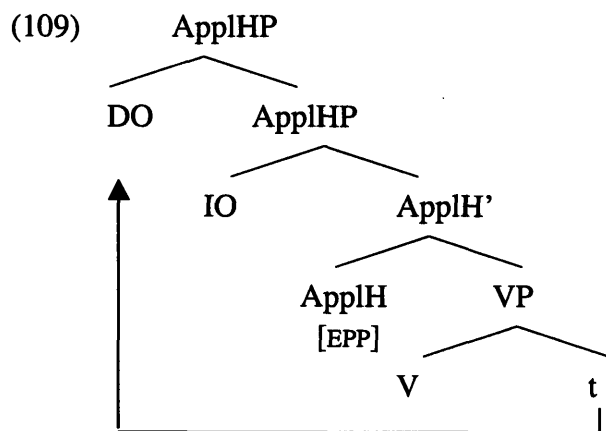 (109) ApplHP
DO ApplHP
IO ApplH'
ApplH VP
[EPP]
V t